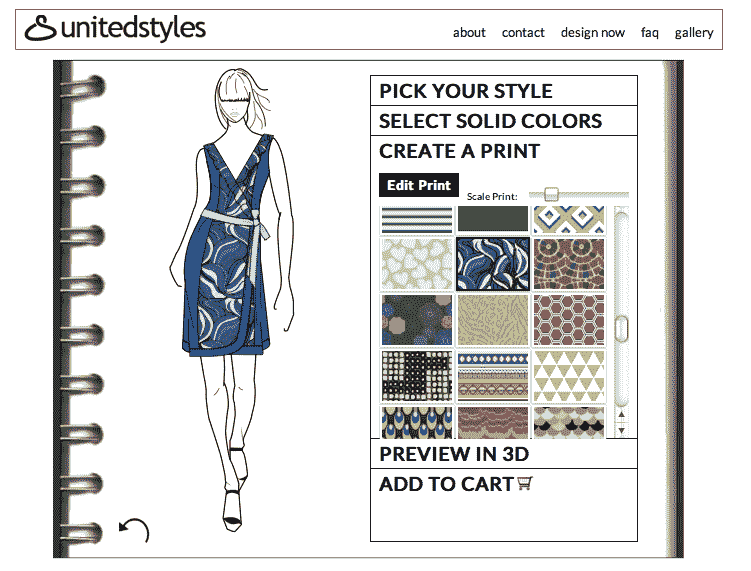 unitedstyles
about contact design now faq gallery
PICK YOUR STYLE
SELECT SOLID COLORS
CREATE A PRINT
Edit Print Scale Print:
PREVIEW IN 3D
ADD TO CART